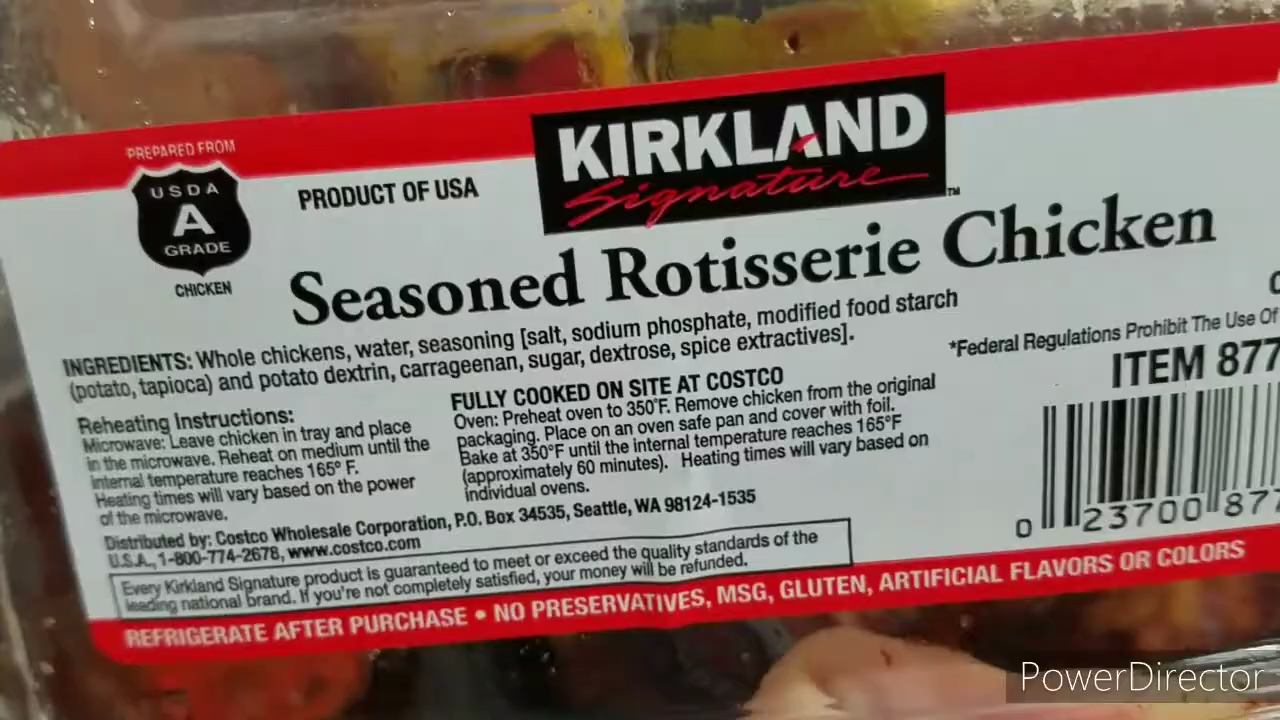 PREPARED FROM
USDA
A
GRADE
CHICKEN
PRODUCT OF USA
KIRKLAND
Signature™
Seasoned Rotisserie Chicken
INGREDIENTS: Whole chickens, water, seasoning [salt, sodium phosphate, modified food starch
(potato, tapioca) and potato dextrin, carrageenan, sugar, dextrose, spice extractives].
*Federal Regulations Prohibit The Use Of
ITEM 877
Reheating Instructions:
Microwave: Leave chicken in tray and place
in the microwave. Reheat on medium until the
internal temperature reaches 165° F.
Heating times will vary based on the power
of the microwave.
FULLY COOKED ON SITE AT COSTCO
Oven: Preheat oven to 350°F. Remove chicken from the original
packaging. Place on an oven safe pan and cover with foil.
Bake at 350°F until the internal temperature reaches 165°F
(approximately 60 minutes). Heating times will vary based on
individual ovens.
0 23700 877
Distributed by: Costco Wholesale Corporation, P.O. Box 34535, Seattle, WA 98124-1535
U.S.A., 1-800-774-2678, www.costco.com
Every Kirkland Signature product is guaranteed to meet or exceed the quality standards of the
leading national brand. If you're not completely satisfied, your money will be refunded.
REFRIGERATE AFTER PURCHASE • NO PRESERVATIVES, MSG, GLUTEN, ARTIFICIAL FLAVORS OR COLORS
PowerDirector